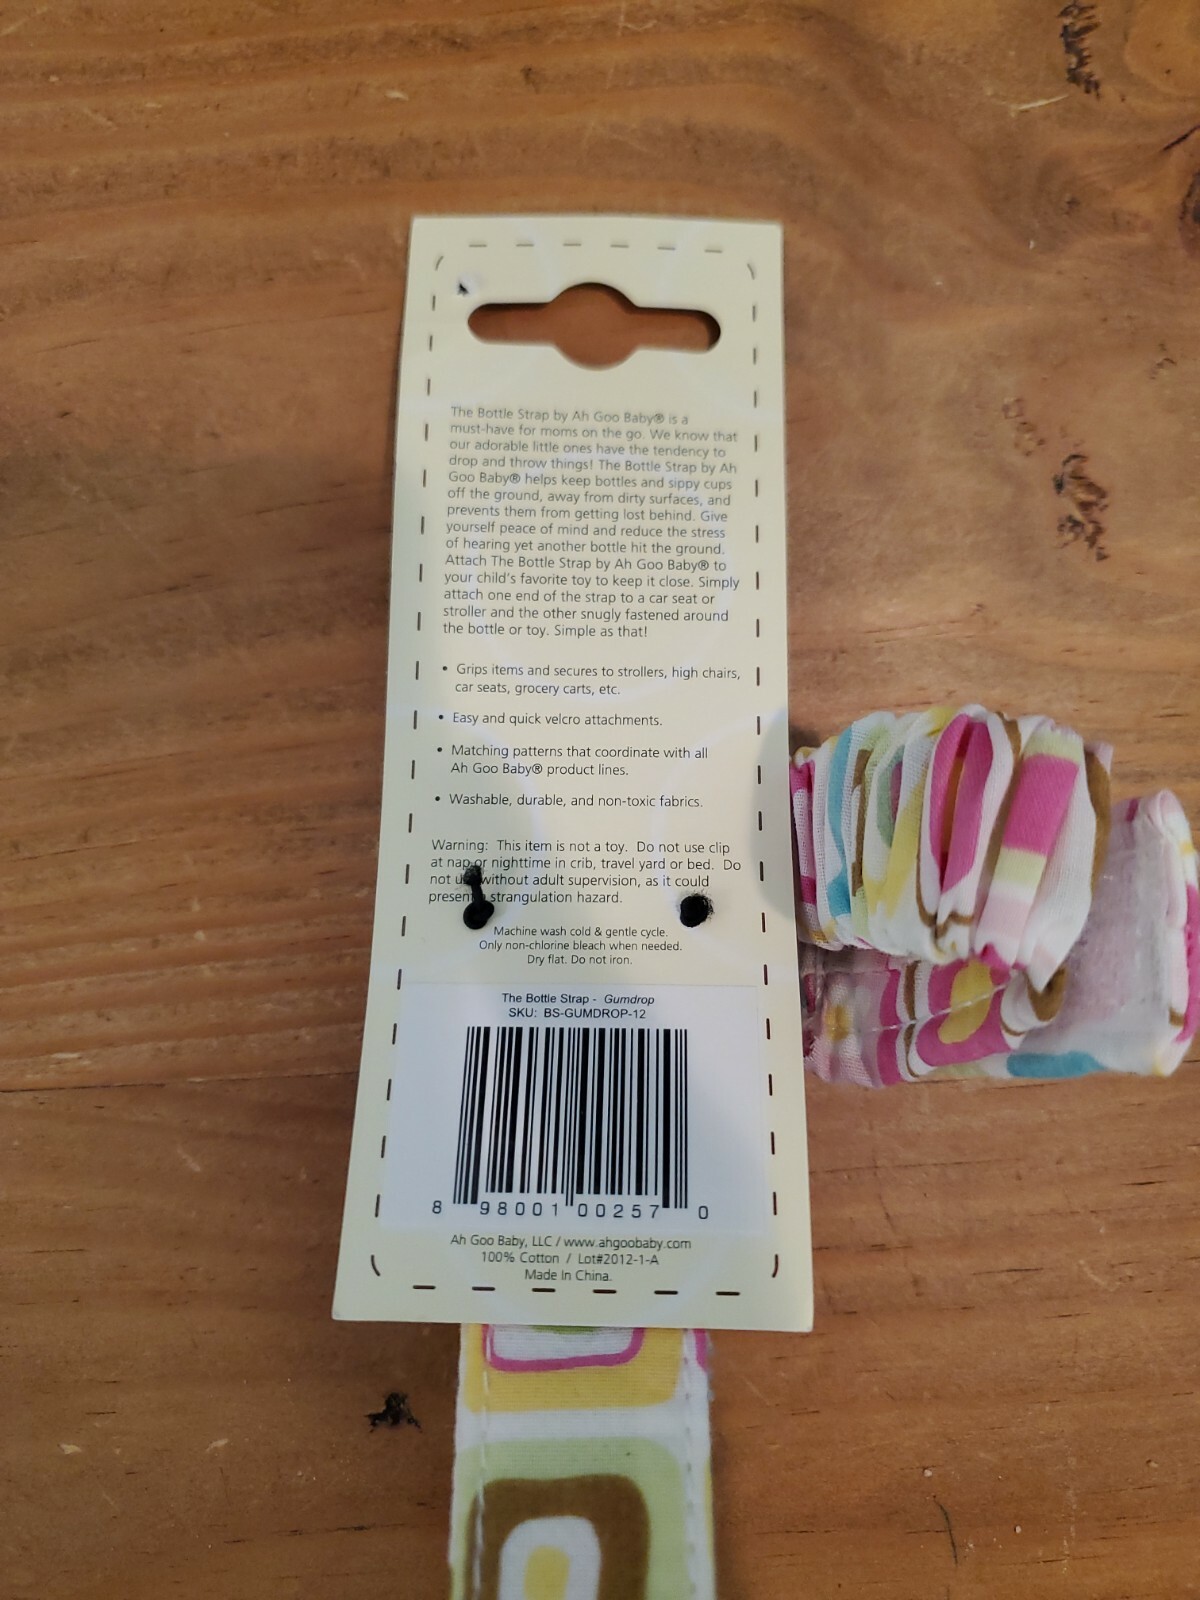 The Bottle Strap by Ah Goo Baby® is a
must-have for moms on the go. We know that
our adorable little ones have the tendency to
drop and throw things! The Bottle Strap by Ah
Goo Baby® helps keep bottles and sippy cups
off the ground, away from dirty surfaces, and
prevents them from getting lost behind. Give
yourself peace of mind and reduce the stress
of hearing yet another bottle hit the ground.
Attach The Bottle Strap by Ah Goo Baby® to
your child's favorite toy to keep it close. Simply
attach one end of the strap to a car seat or
stroller and the other snugly fastened around
the bottle or toy. Simple as that!
• Grips items and secures to strollers, high chairs,
car seats, grocery carts, etc.
• Easy and quick velcro attachments.
• Matching patterns that coordinate with all
Ah Goo Baby® product lines.
• Washable, durable, and non-toxic fabrics.
Warning: This item is not a toy. Do not use clip
at nap or nighttime in crib, travel yard or bed. Do
not without adult supervision, as it could
present strangulation hazard.
Machine wash cold & gentle cycle.
Only non-chlorine bleach when needed.
Dry flat. Do not iron.
The Bottle Strap - Gumdrop
SKU: BS-GUMDROP-12
8 98001 00257 0
Ah Goo Baby, LLC / www.ahgoobaby.com
100% Cotton / Lot#2012-1-A
Made In China.